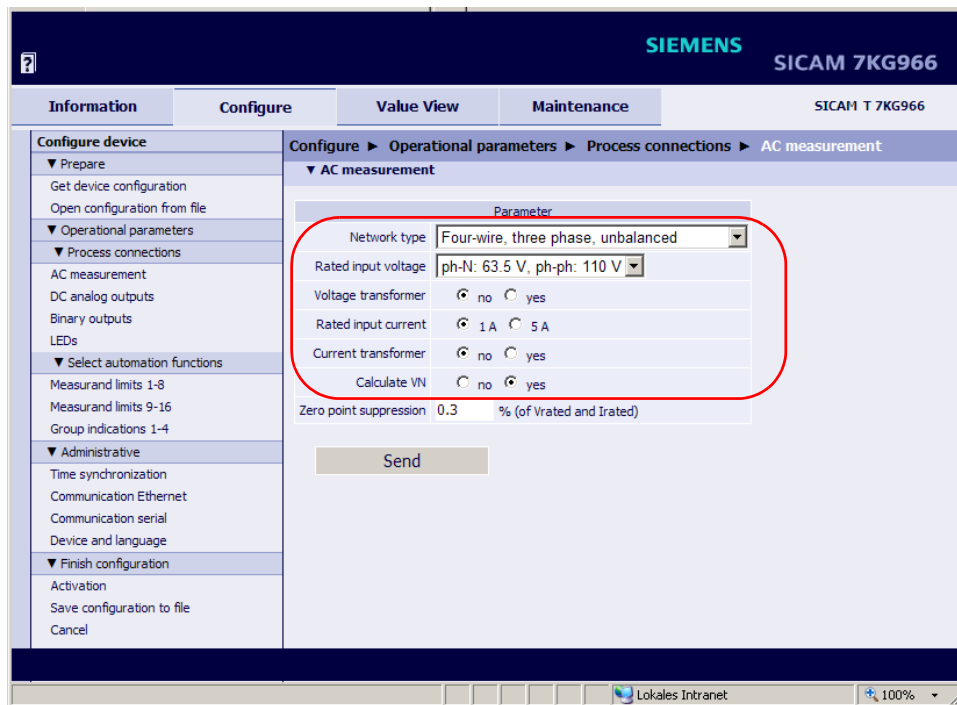 SIEMENS
SICAM 7KG966
?
Information Configure Value View Maintenance SICAM T 7KG966
Configure device
▼ Prepare
Get device configuration
Open configuration from file
▼ Operational parameters
▼ Process connections
AC measurement
DC analog outputs
Binary outputs
LEDs
▼ Select automation functions
Measurand limits 1-8
Measurand limits 9-16
Group indications 1-4
▼ Administrative
Time synchronization
Communication Ethernet
Communication serial
Device and language
▼ Finish configuration
Activation
Save configuration to file
Cancel
Configure ► Operational parameters ► Process connections ► AC measurement
▼ AC measurement
Parameter
Network type Four-wire, three phase, unbalanced
Rated input voltage ph-N: 63.5 V, ph-ph: 110 V
Voltage transformer no yes
Rated input current 1 A 5 A
Current transformer no yes
Calculate VN no yes
Zero point suppression 0.3 % (of Vrated and Irated)
Send
Lokales Intranet 100%